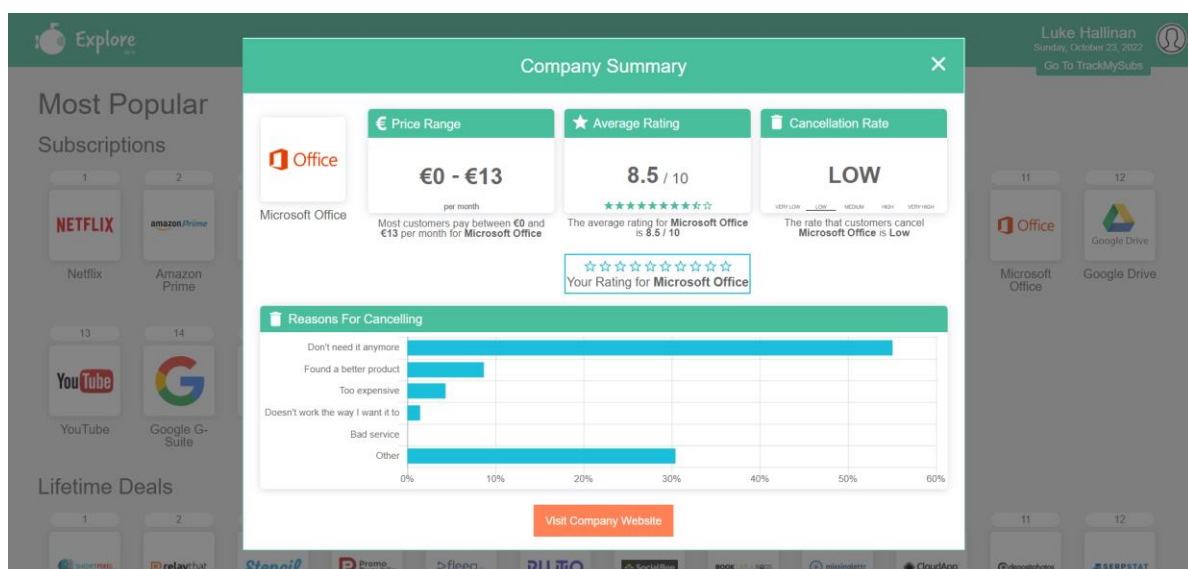 Explore
Luke Hallinan
Sunday, October 23, 2022
Go To TrackMySubs
Company Summary
Most Popular
Subscriptions
1
2
11
12
NETFLIX
amazonPrime
Office
Google Drive
Netflix
Amazon
Prime
Microsoft
Office
Google Drive
Office
Microsoft Office
€ Price Range
€0 - €13
per month
Most customers pay between €0 and
€13 per month for Microsoft Office
Average Rating
8.5 / 10
The average rating for Microsoft Office
is 8.5 / 10
Cancellation Rate
LOW
VERY LOW LOW MEDIUM HIGH VERY HIGH
The rate that customers cancel
Microsoft Office is Low
Your Rating for Microsoft Office
13
14
YouTube
G
YouTube
Google G-
Suite
Reasons For Cancelling
Don't need it anymore
Found a better product
Too expensive
Doesn't work the way I want it to
Bad service
Other
0% 10% 20% 30% 40% 50% 60%
Visit Company Website
Lifetime Deals
1
2
11
12
relaythat
Stencil
Promo
SocialBee
missinglettr
CloudApp
depositphotos
SERPSTAT